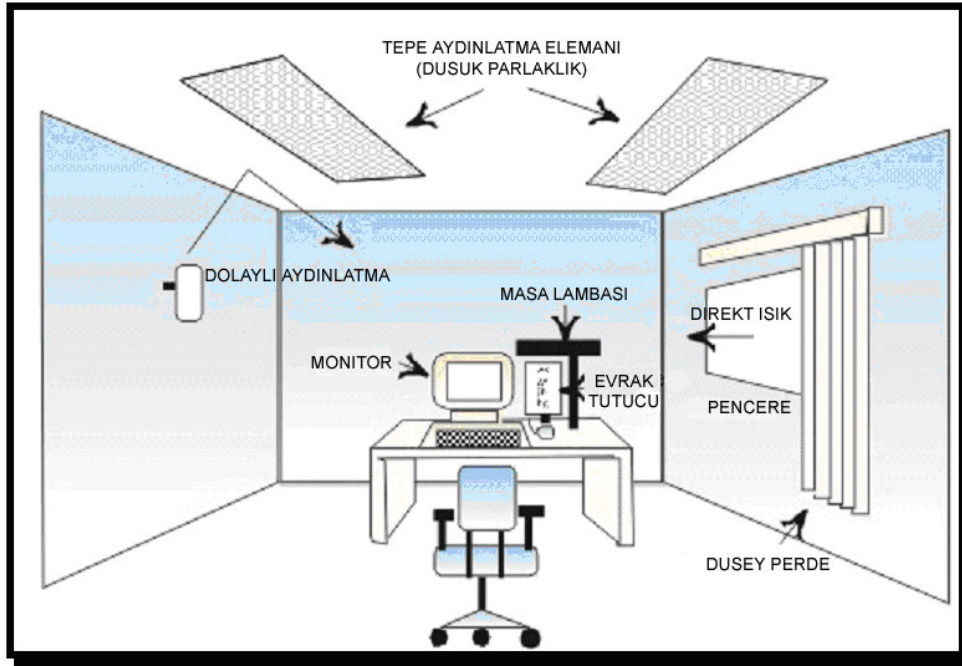 TEPE AYDINLATMA ELEMANI
(DUSUK PARLAKLIK)
DOLAYLI AYDINLATMA
MASA LAMBASI
DIREKT ISIK
MONITOR
EVRAK
TUTUCU
PENCERE
DUSEY PERDE